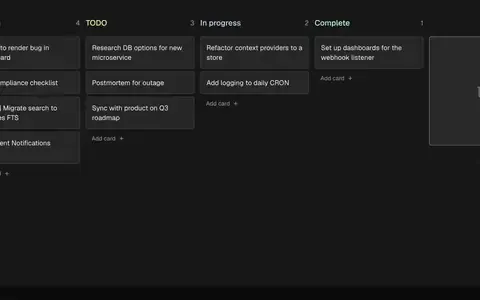 4
to render bug in
ard
mpliance checklist
Migrate search to
FTS
ent Notifications
TODO 3
Research DB options for new
microservice
Postmortem for outage
Sync with product on Q3
roadmap
Add card +
In progress 2
Refactor context providers to a
store
Add logging to daily CRON
Add card +
Complete 1
Set up dashboards for the
webhook listener
Add card +